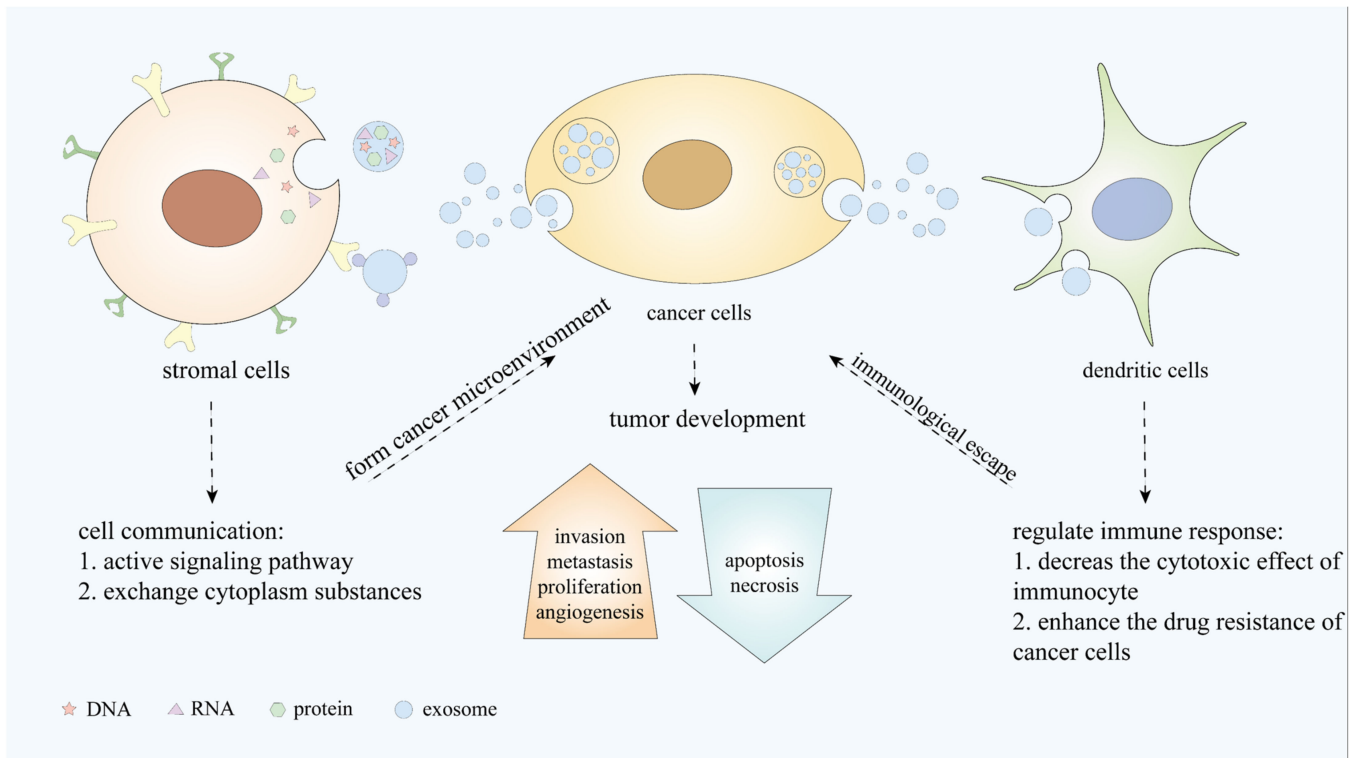 cancer cells
stromal cells
dendritic cells
form cancer microenvironment
immunological escape
tumor development
cell communication:
1. active signaling pathway
2. exchange cytoplasm substances
invasion
metastasis
proliferation
angiogenesis
apoptosis
necrosis
regulate immune response:
1. decreas the cytotoxic effect of
immunocyte
2. enhance the drug resistance of
cancer cells
DNA
RNA
protein
exosome